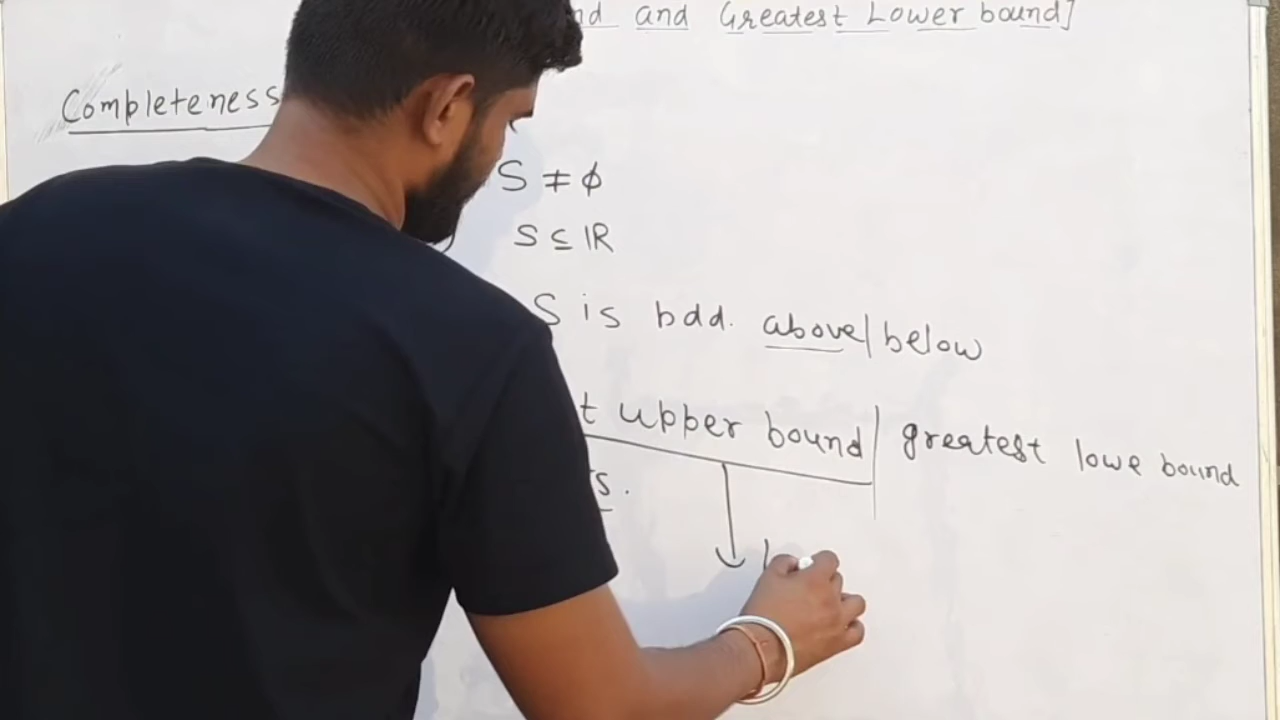 and Greatest Lower bound]
Completeness
S ≠ ϕ
S ⊆ IR
S is bdd. above/below
upper bound | greatest lowe bound